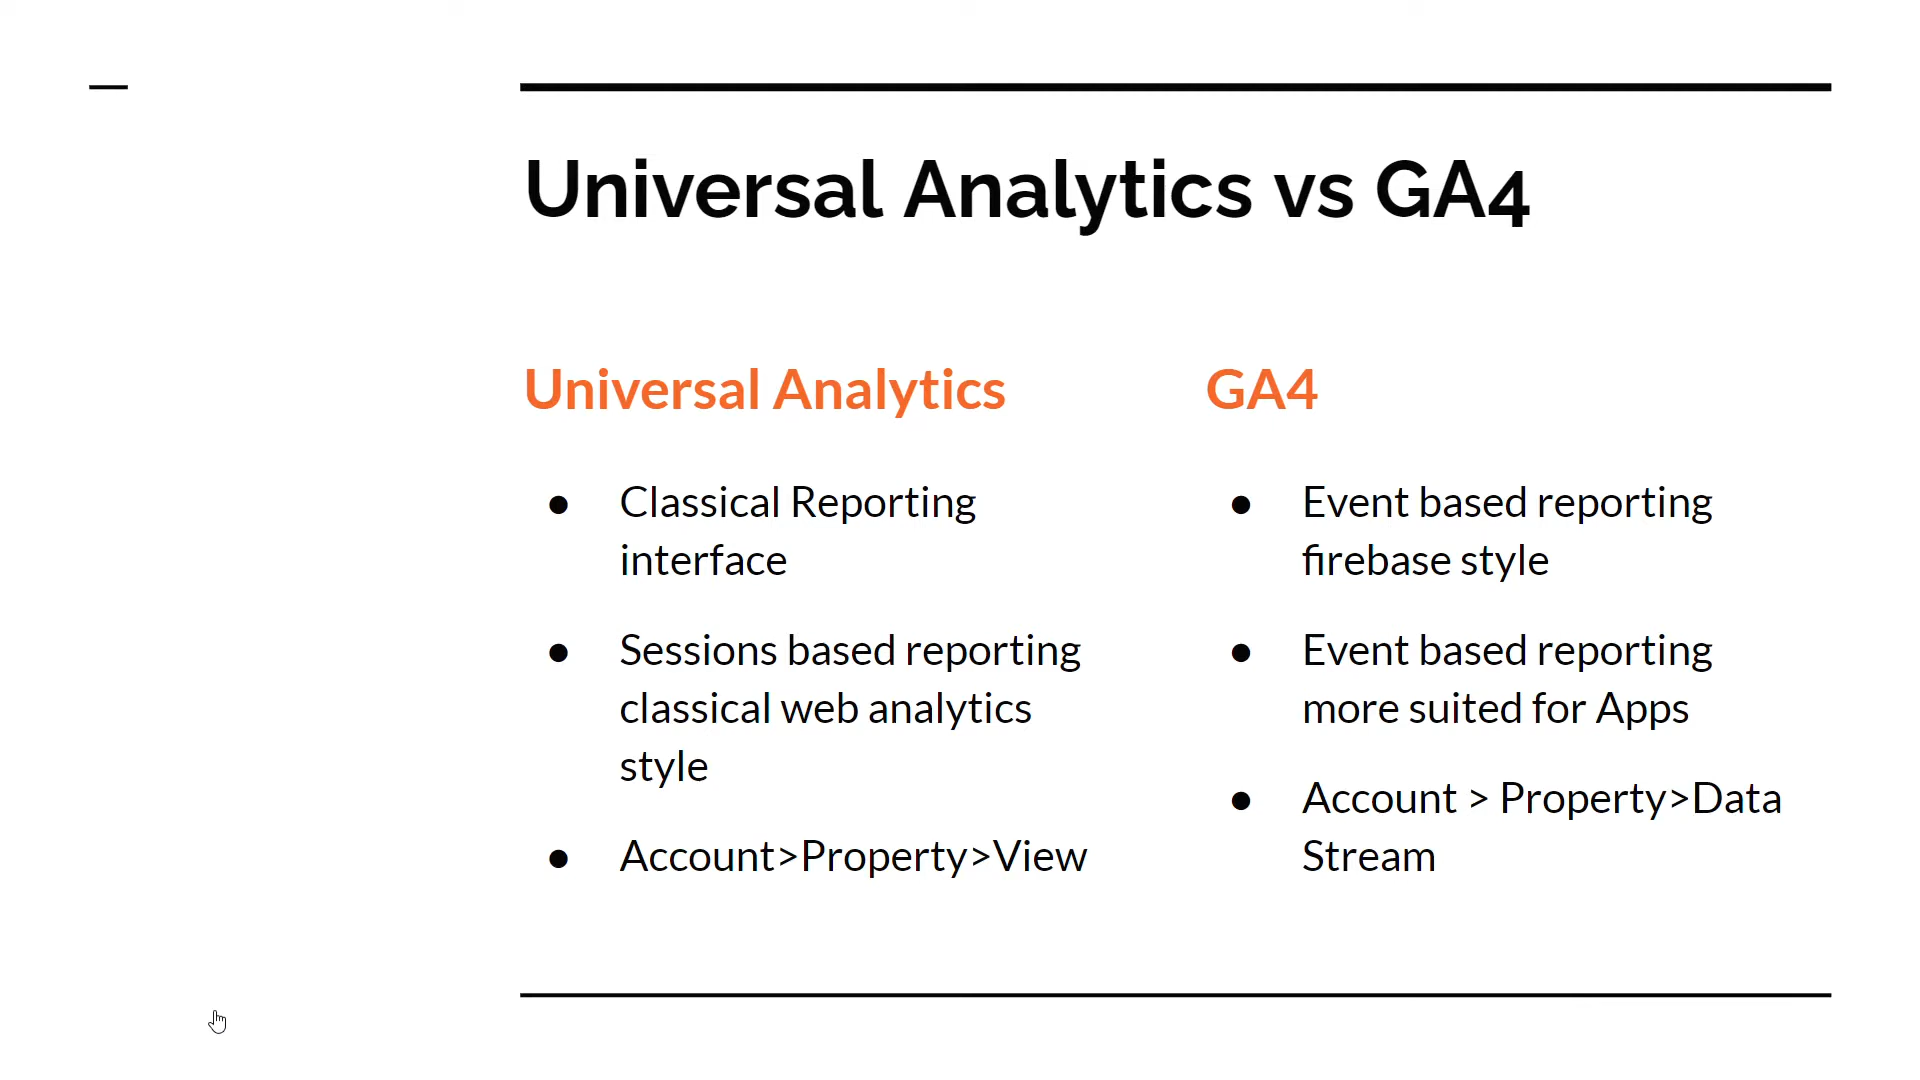 Universal Analytics vs GA4
Universal Analytics
● Classical Reporting
interface
● Sessions based reporting
classical web analytics
style
● Account>Property>View
GA4
● Event based reporting
firebase style
● Event based reporting
more suited for Apps
● Account > Property>Data
Stream